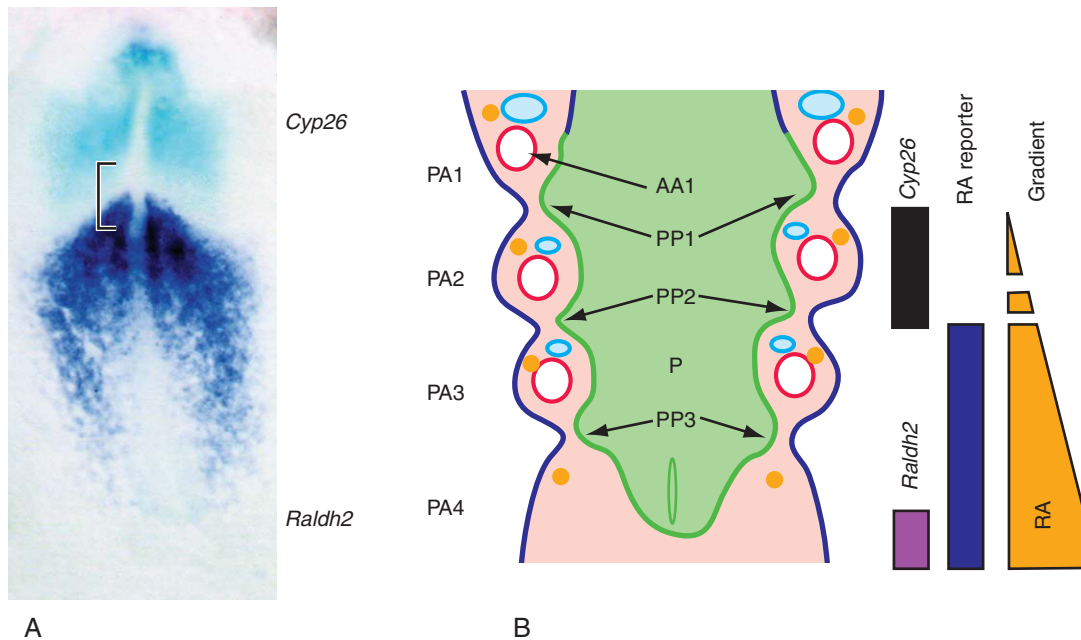 Cyp26
Raldh2
A
PA1
PA2
PA3
PA4
AA1
PP1
PP2
P
PP3
Cyp26
Raldh2
RA reporter
Gradient
RA
B